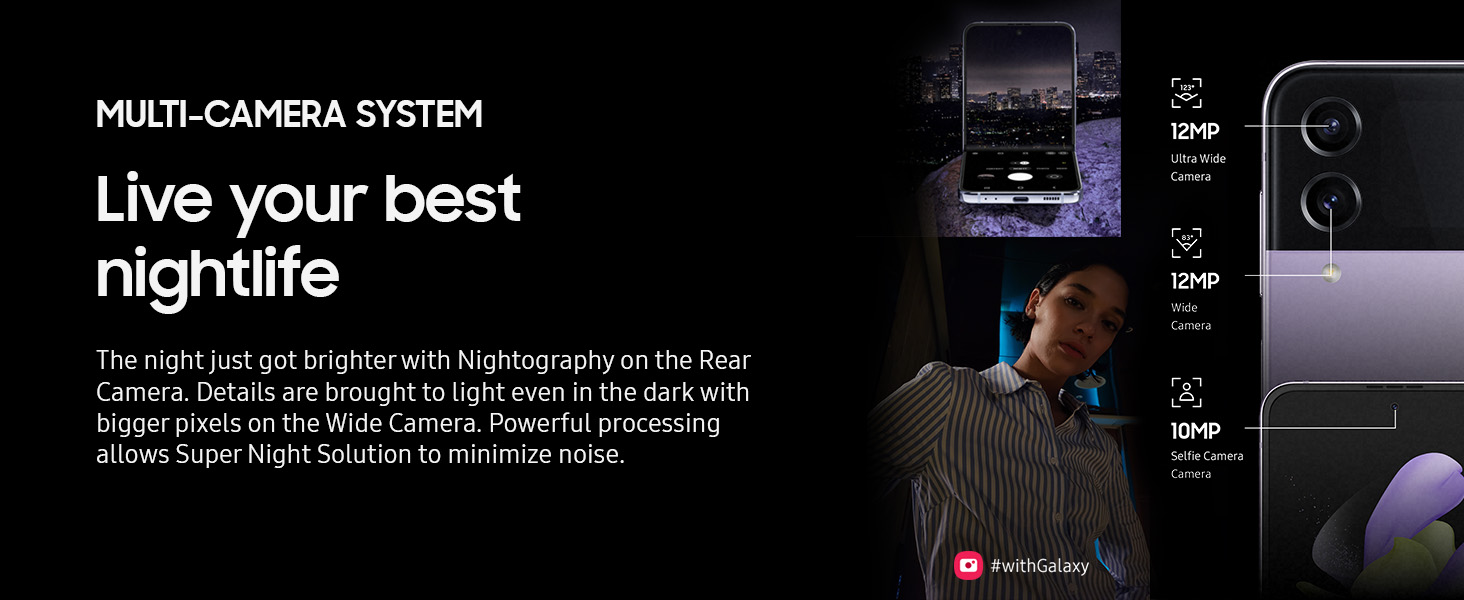 MULTI-CAMERA SYSTEM
Live your best
nightlife
The night just got brighter with Nightography on the Rear
Camera. Details are brought to light even in the dark with
bigger pixels on the Wide Camera. Powerful processing
allows Super Night Solution to minimize noise.
#withGalaxy
123°
12MP
Ultra Wide
Camera
83°
12MP
Wide
Camera
10MP
Selfie Camera
Camera